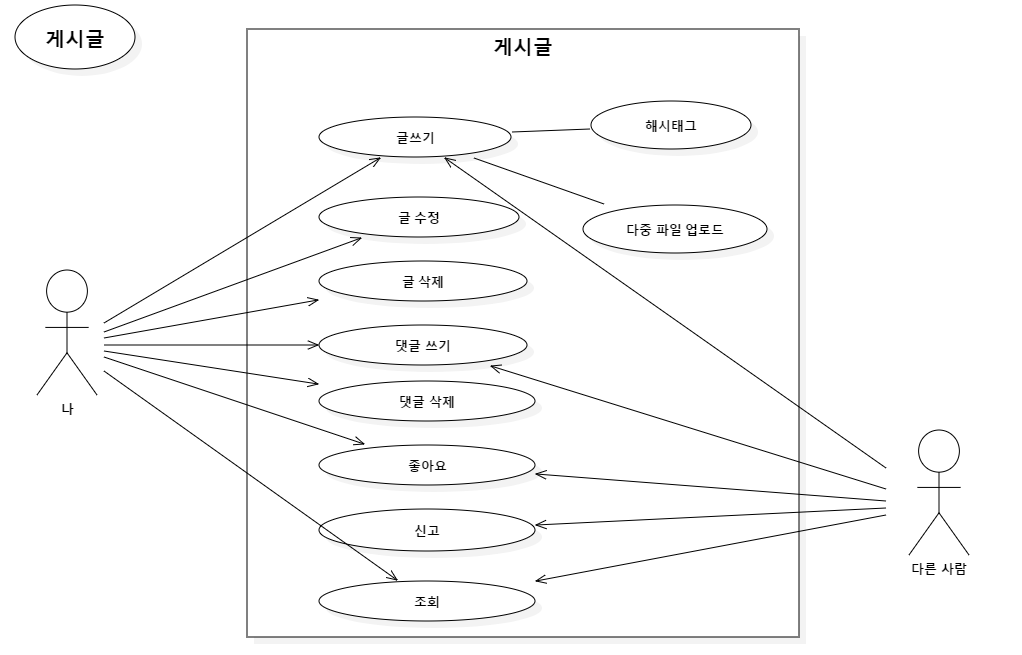 게시글
게시글
글쓰기
해시태그
글 수정
다중 파일 업로드
글 삭제
댓글 쓰기
댓글 삭제
나
좋아요
신고
다른 사람
조회